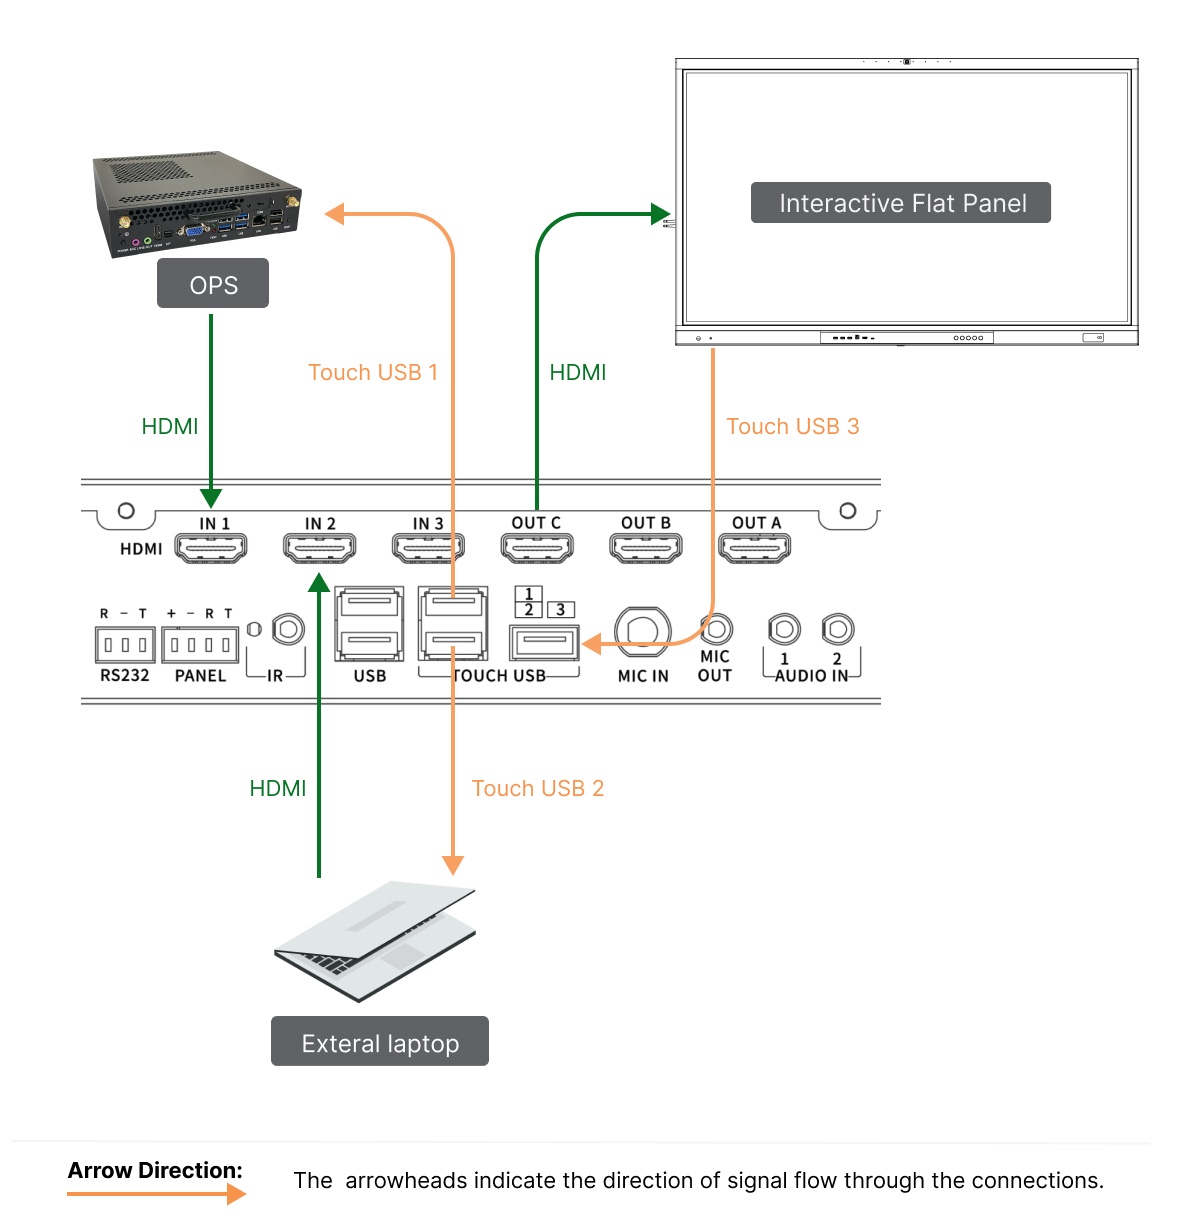 Interactive Flat Panel
OPS
Touch USB 1
HDMI
HDMI
Touch USB 3
IN 1
IN 2
IN 3
OUT C
OUT B
OUT A
HDMI
1
2
3
R - T
+ - R T
1
2
RS232
PANEL
IR
USB
TOUCH USB
MIC IN
MIC
OUT
AUDIO IN
HDMI
Touch USB 2
Exteral laptop
Arrow Direction:
The arrowheads indicate the direction of signal flow through the connections.